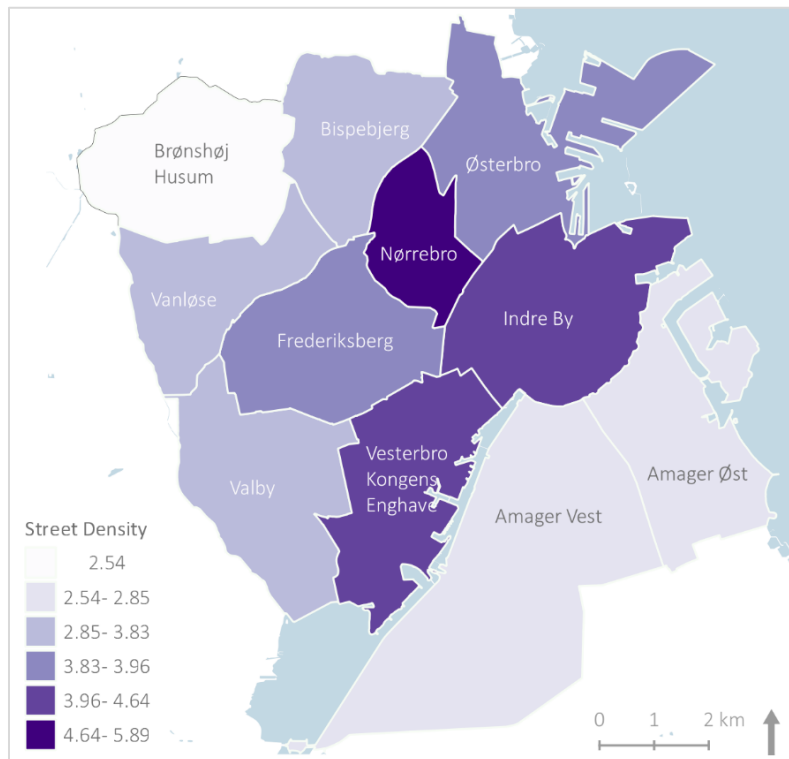 Bispebjerg
Brønshøj
Husum
Østerbro
Nørrebro
Vanløse
Indre By
Frederiksberg
Vesterbro
Kongens
Enghave
Valby
Amager Øst
Amager Vest
Street Density
2.54
2.54- 2.85
2.85- 3.83
3.83- 3.96
3.96- 4.64
4.64- 5.89
0 1 2 km